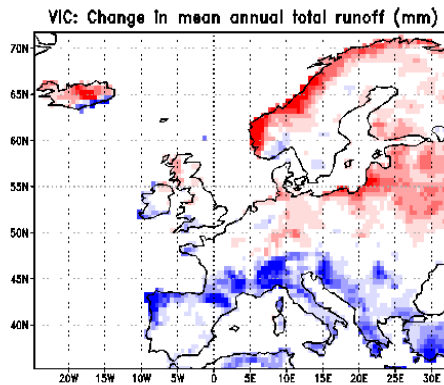 VIC: Change in mean annual total runoff (mm)
70N
65N
60N
55N
50N
45N
40N
20W 15W 10W 5W 0 5E 10E 15E 20E 25E 30E